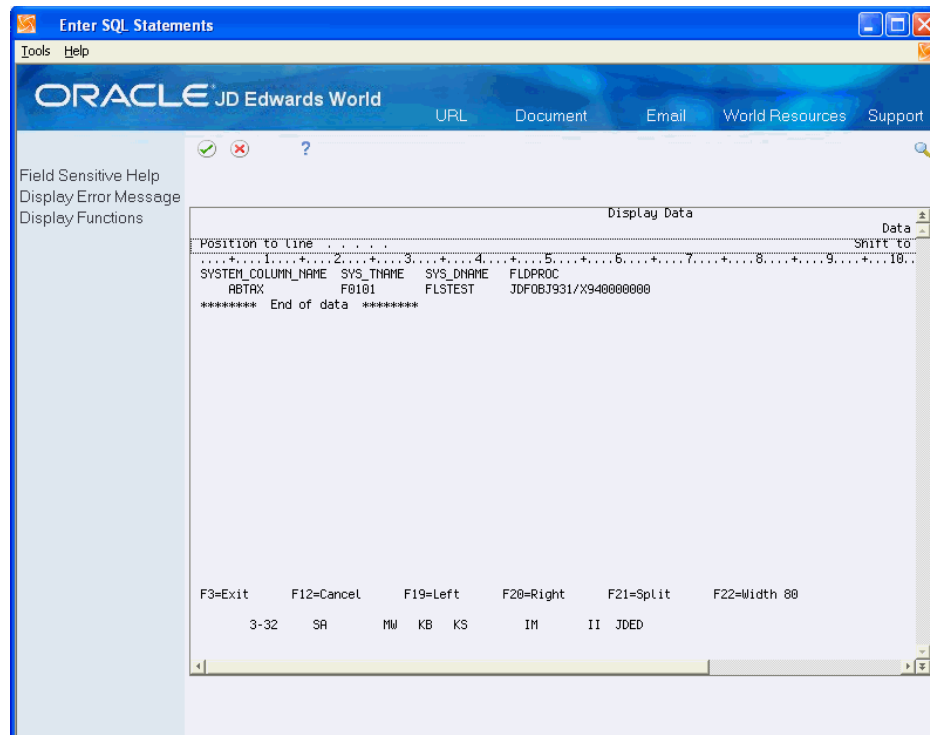 Enter SQL Statements
Tools Help
ORACLE JD Edwards World
URL Document Email World Resources Support
?
Field Sensitive Help
Display Error Message
Display Functions
Display Data
Data
Position to line . . . . .
Shift to
....+....1....+....2....+....3....+....4....+....5....+....6....+....7....+....8....+....9....+...10..
SYSTEM_COLUMN_NAME SYS_TNAME SYS_DNAME FLDPROC
ABTAX F0101 FLSTEST JDFOBJ931/X940000000
******** End of data ********
F3=Exit F12=Cancel F19=Left F20=Right F21=Split F22=Width 80
3-32 SA MW KB KS IM II JDED